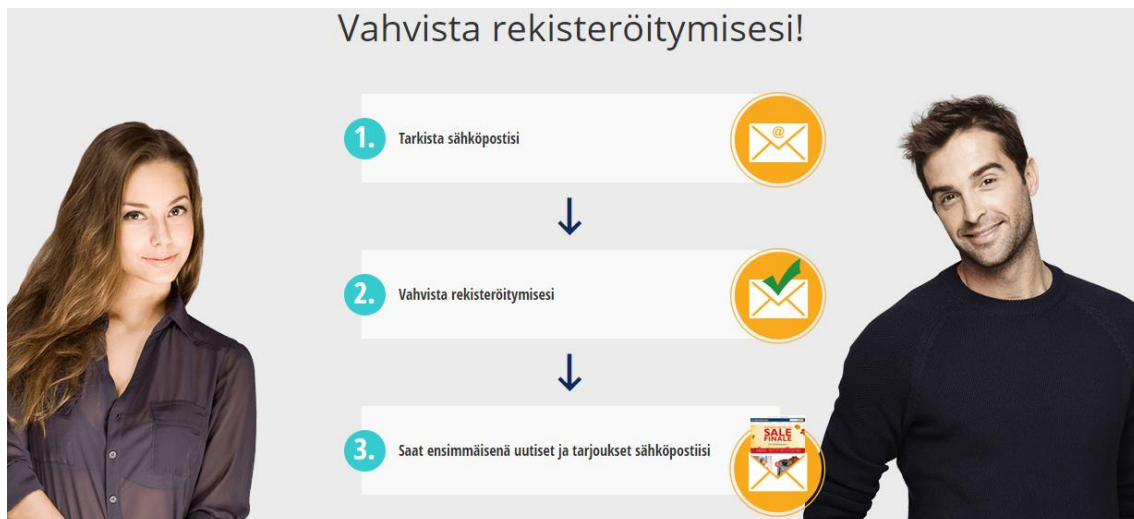 Vahvista rekisteröitymisesi!
1. Tarkista sähköpostisi
@
2. Vahvista rekisteröitymisesi
3. Saat ensimmäisenä uutiset ja tarjoukset sähköpostiisi
SALE
FINALE